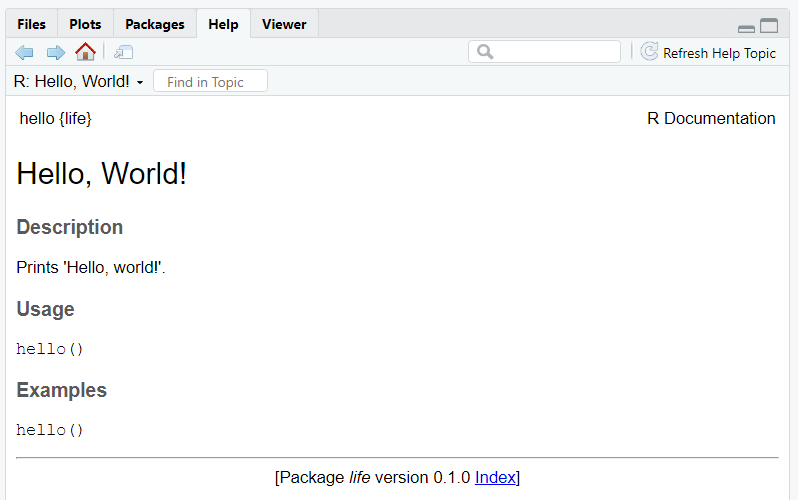 Files Plots Packages Help Viewer
Refresh Help Topic
R: Hello, World! Find in Topic
hello {life} R Documentation
Hello, World!
Description
Prints 'Hello, world!'.
Usage
hello()
Examples
hello()
[Package life version 0.1.0 Index]